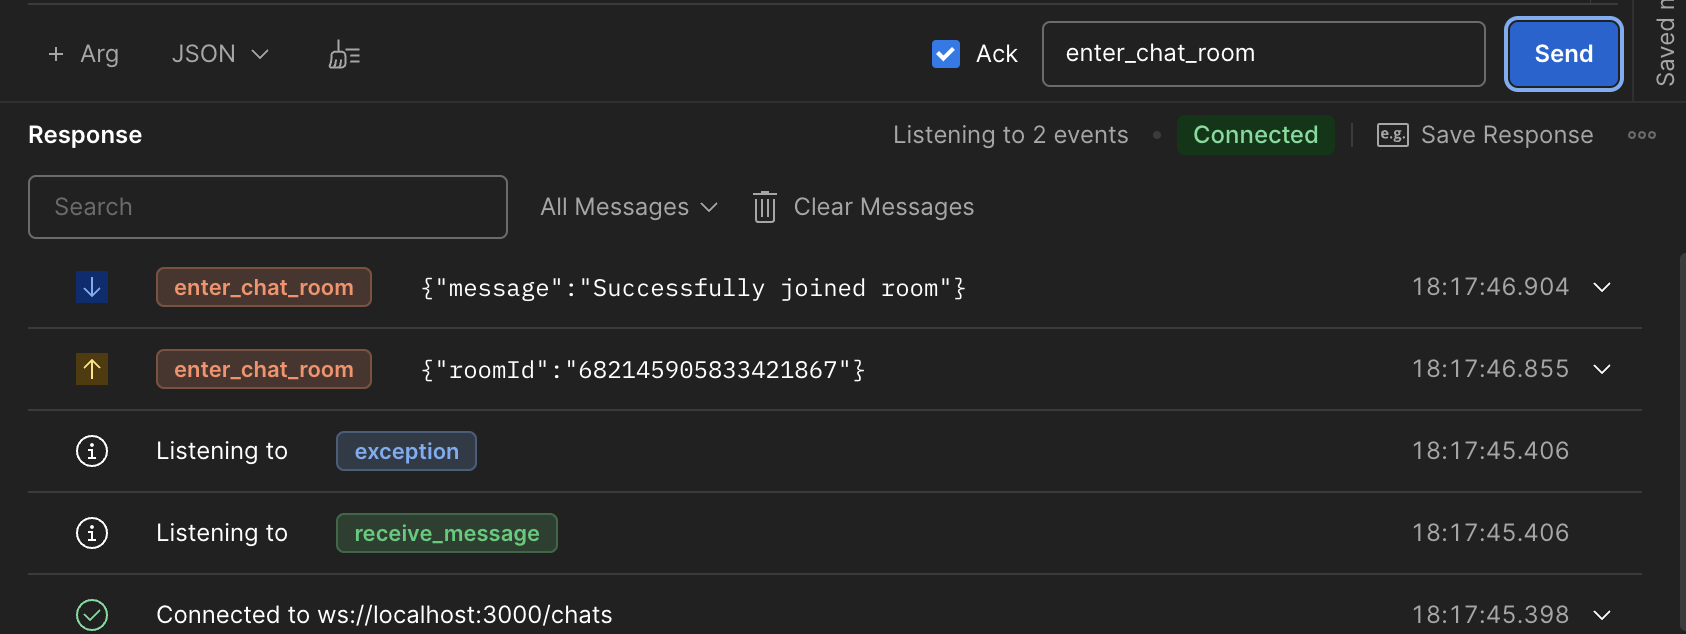 + Arg JSON Ack enter_chat_room Send
Saved
Response Listening to 2 events • Connected e.g. Save Response
Search All Messages Clear Messages
enter_chat_room {"message":"Successfully joined room"} 18:17:46.904
enter_chat_room {"roomId":"682145905833421867"} 18:17:46.855
Listening to exception 18:17:45.406
Listening to receive_message 18:17:45.406
Connected to ws://localhost:3000/chats 18:17:45.398